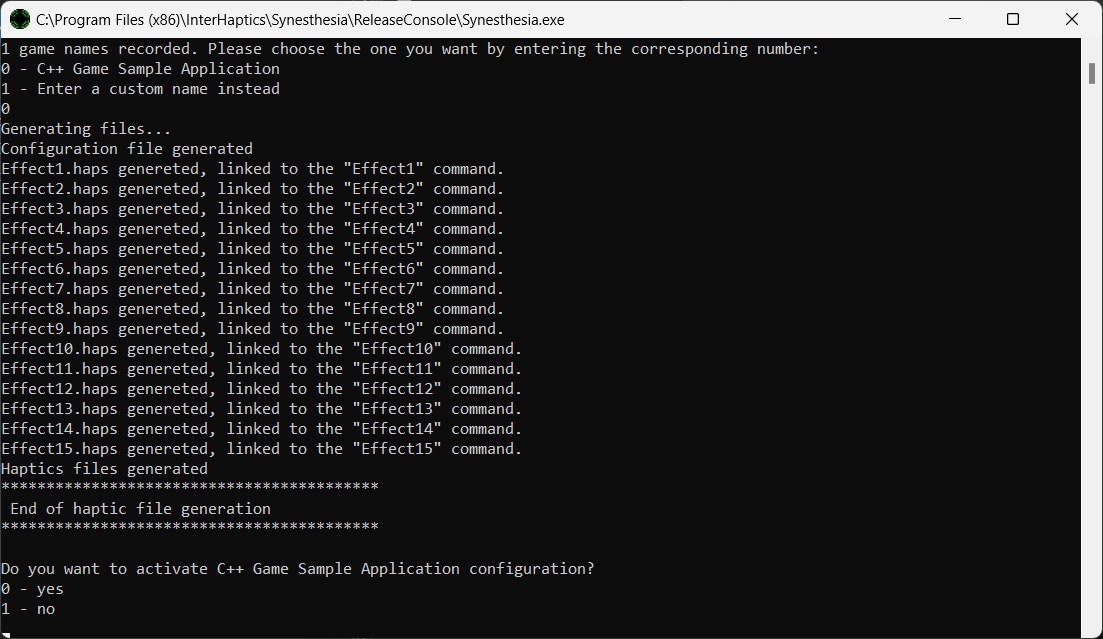 C:\Program Files (x86)\InterHaptics\Synesthesia\ReleaseConsole\Synesthesia.exe
1 game names recorded. Please choose the one you want by entering the corresponding number:
0 - C++ Game Sample Application
1 - Enter a custom name instead
0
Generating files...
Configuration file generated
Effect1.haps genereted, linked to the "Effect1" command.
Effect2.haps genereted, linked to the "Effect2" command.
Effect3.haps genereted, linked to the "Effect3" command.
Effect4.haps genereted, linked to the "Effect4" command.
Effect5.haps genereted, linked to the "Effect5" command.
Effect6.haps genereted, linked to the "Effect6" command.
Effect7.haps genereted, linked to the "Effect7" command.
Effect8.haps genereted, linked to the "Effect8" command.
Effect9.haps genereted, linked to the "Effect9" command.
Effect10.haps genereted, linked to the "Effect10" command.
Effect11.haps genereted, linked to the "Effect11" command.
Effect12.haps genereted, linked to the "Effect12" command.
Effect13.haps genereted, linked to the "Effect13" command.
Effect14.haps genereted, linked to the "Effect14" command.
Effect15.haps genereted, linked to the "Effect15" command.
Haptics files generated
******************************************
 End of haptic file generation
******************************************
Do you want to activate C++ Game Sample Application configuration?
0 - yes
1 - no